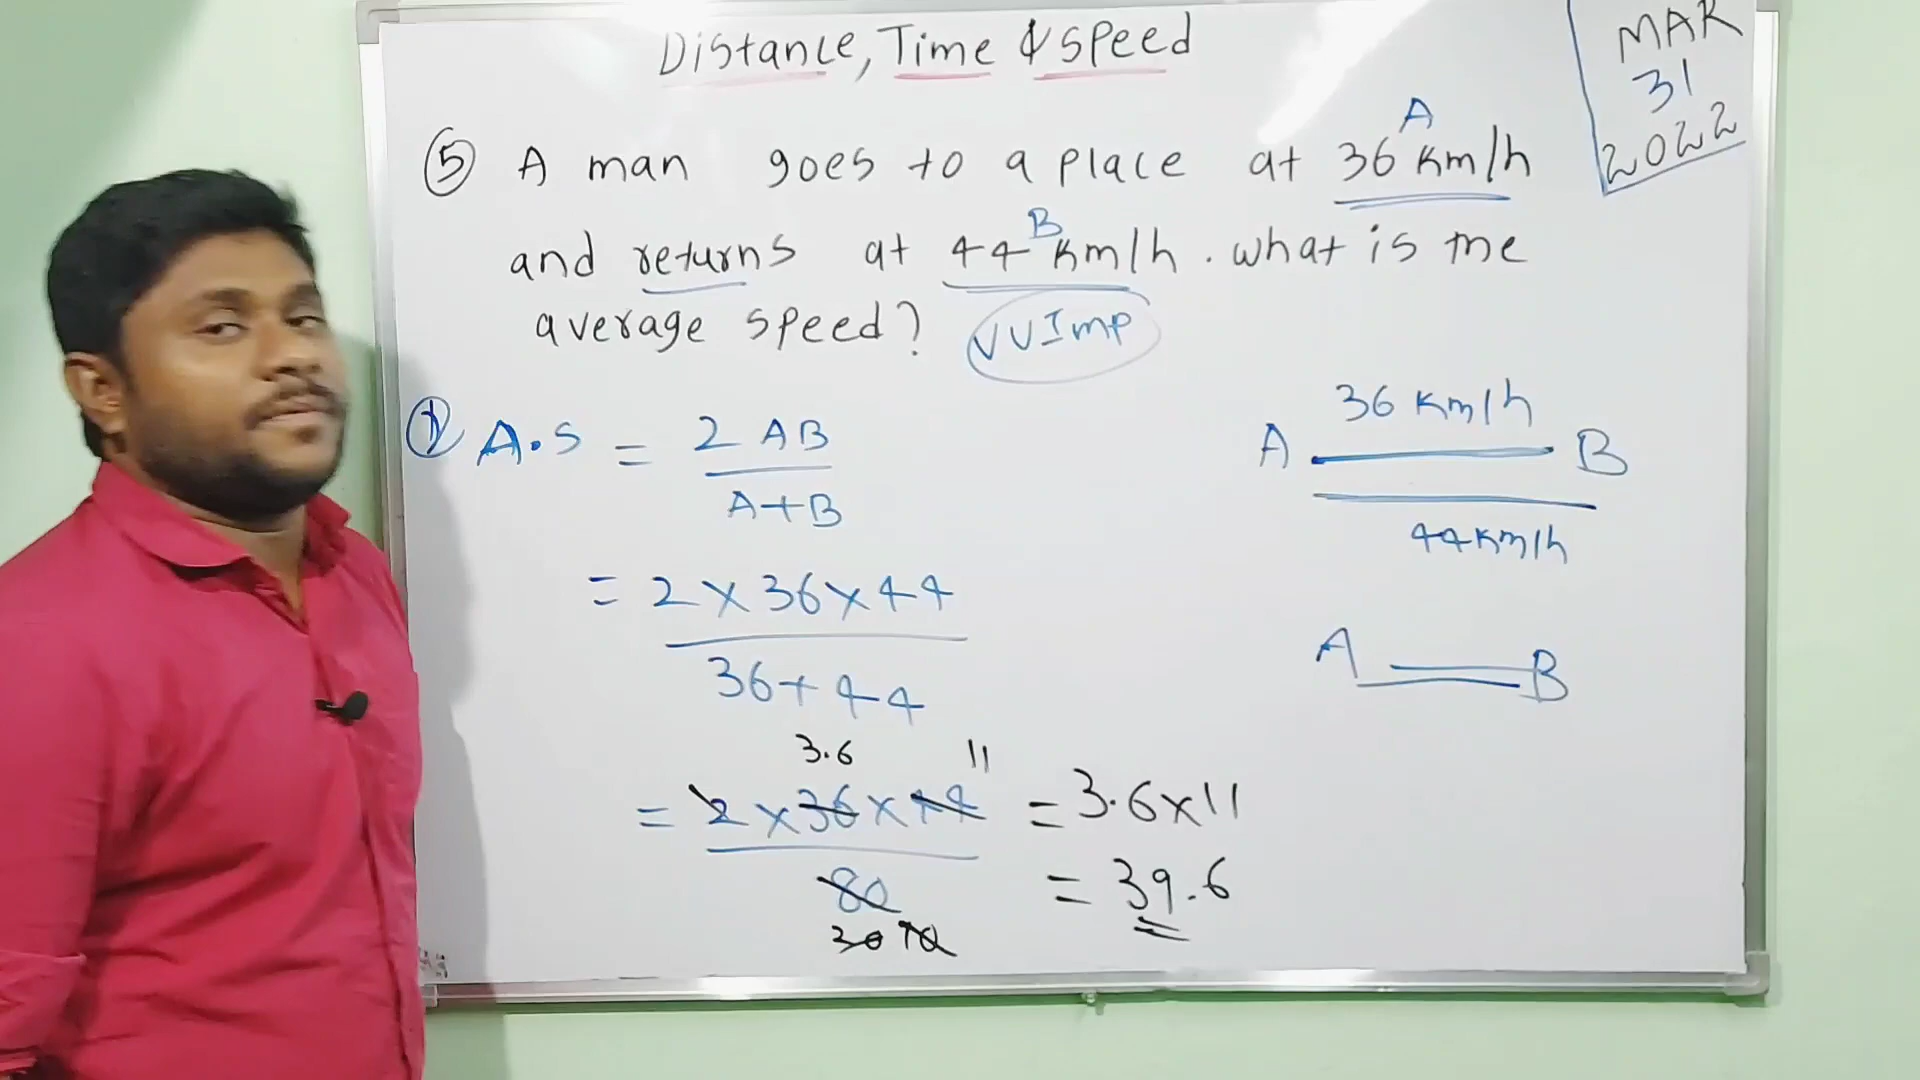 Distance, Time & Speed
MAR
31
2022
⑤ A man goes to a place at 36 Km/h
A
and returns at 44 Km/h. what is the
B
average speed? VVImp
① A.S = 2 AB
A+B
= 2 × 36 × 44
36 + 44
3.6 11
= 2 × 36 × 44 = 3.6×11
80 = 39.6
10
36 Km/h
A B
44 Km/h
A B